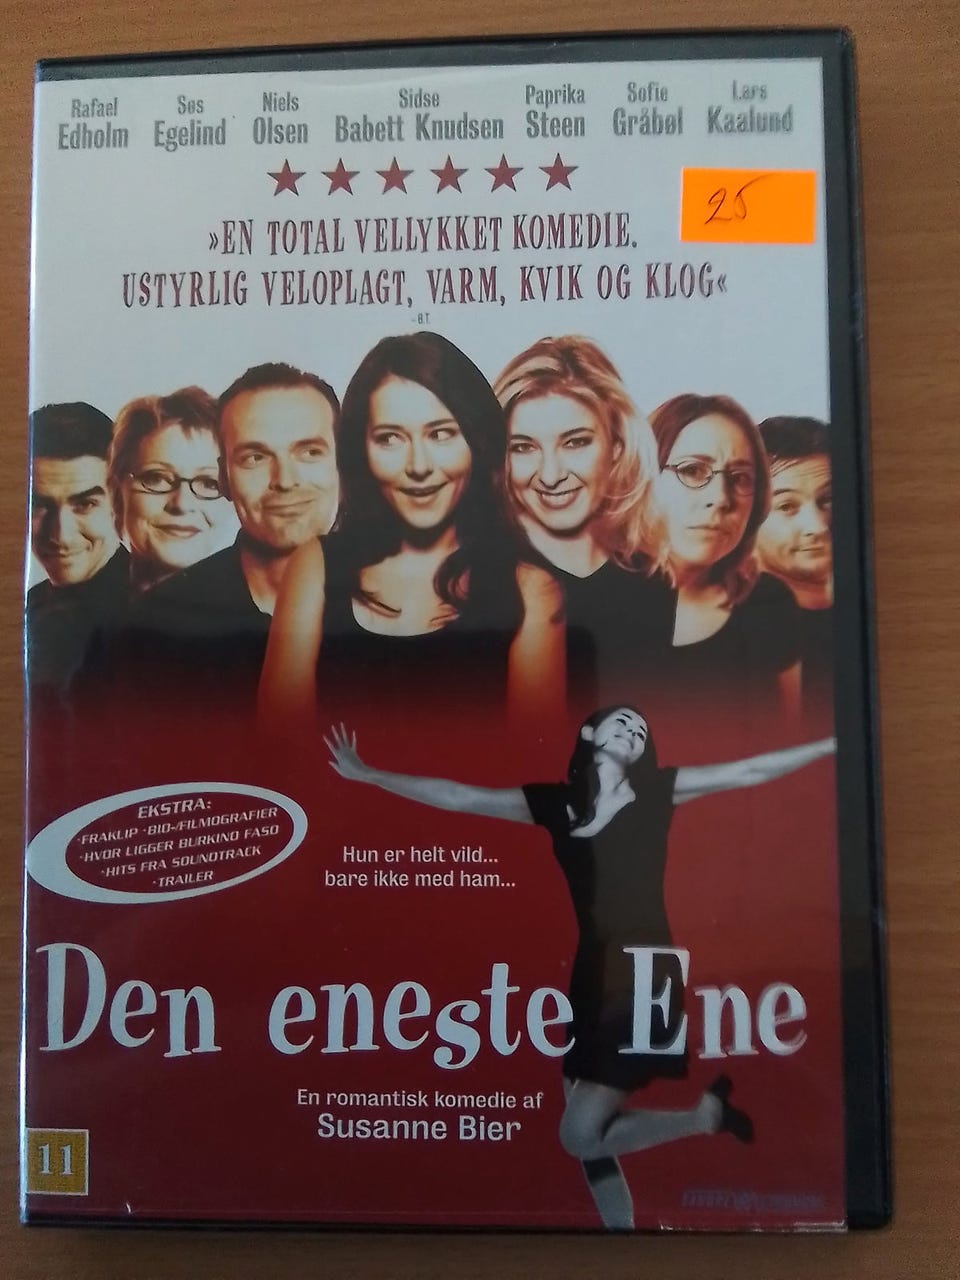 Rafael Edholm
Søs Egelind
Niels Olsen
Sidse Babett Knudsen
Paprika Steen
Sofie Gråbøl
Lars Kaalund
25
»EN TOTAL VELLYKKET KOMEDIE.
USTYRLIG VELOPLAGT, VARM, KVIK OG KLOG«
-B.T.
EKSTRA:
·FRAKLIP ·BIO-/FILMOGRAFIER
·HVOR LIGGER BURKINO FASO
·HITS FRA SOUNDTRACK
·TRAILER
Hun er helt vild...
bare ikke med ham...
Den eneste Ene
En romantisk komedie af
Susanne Bier
11